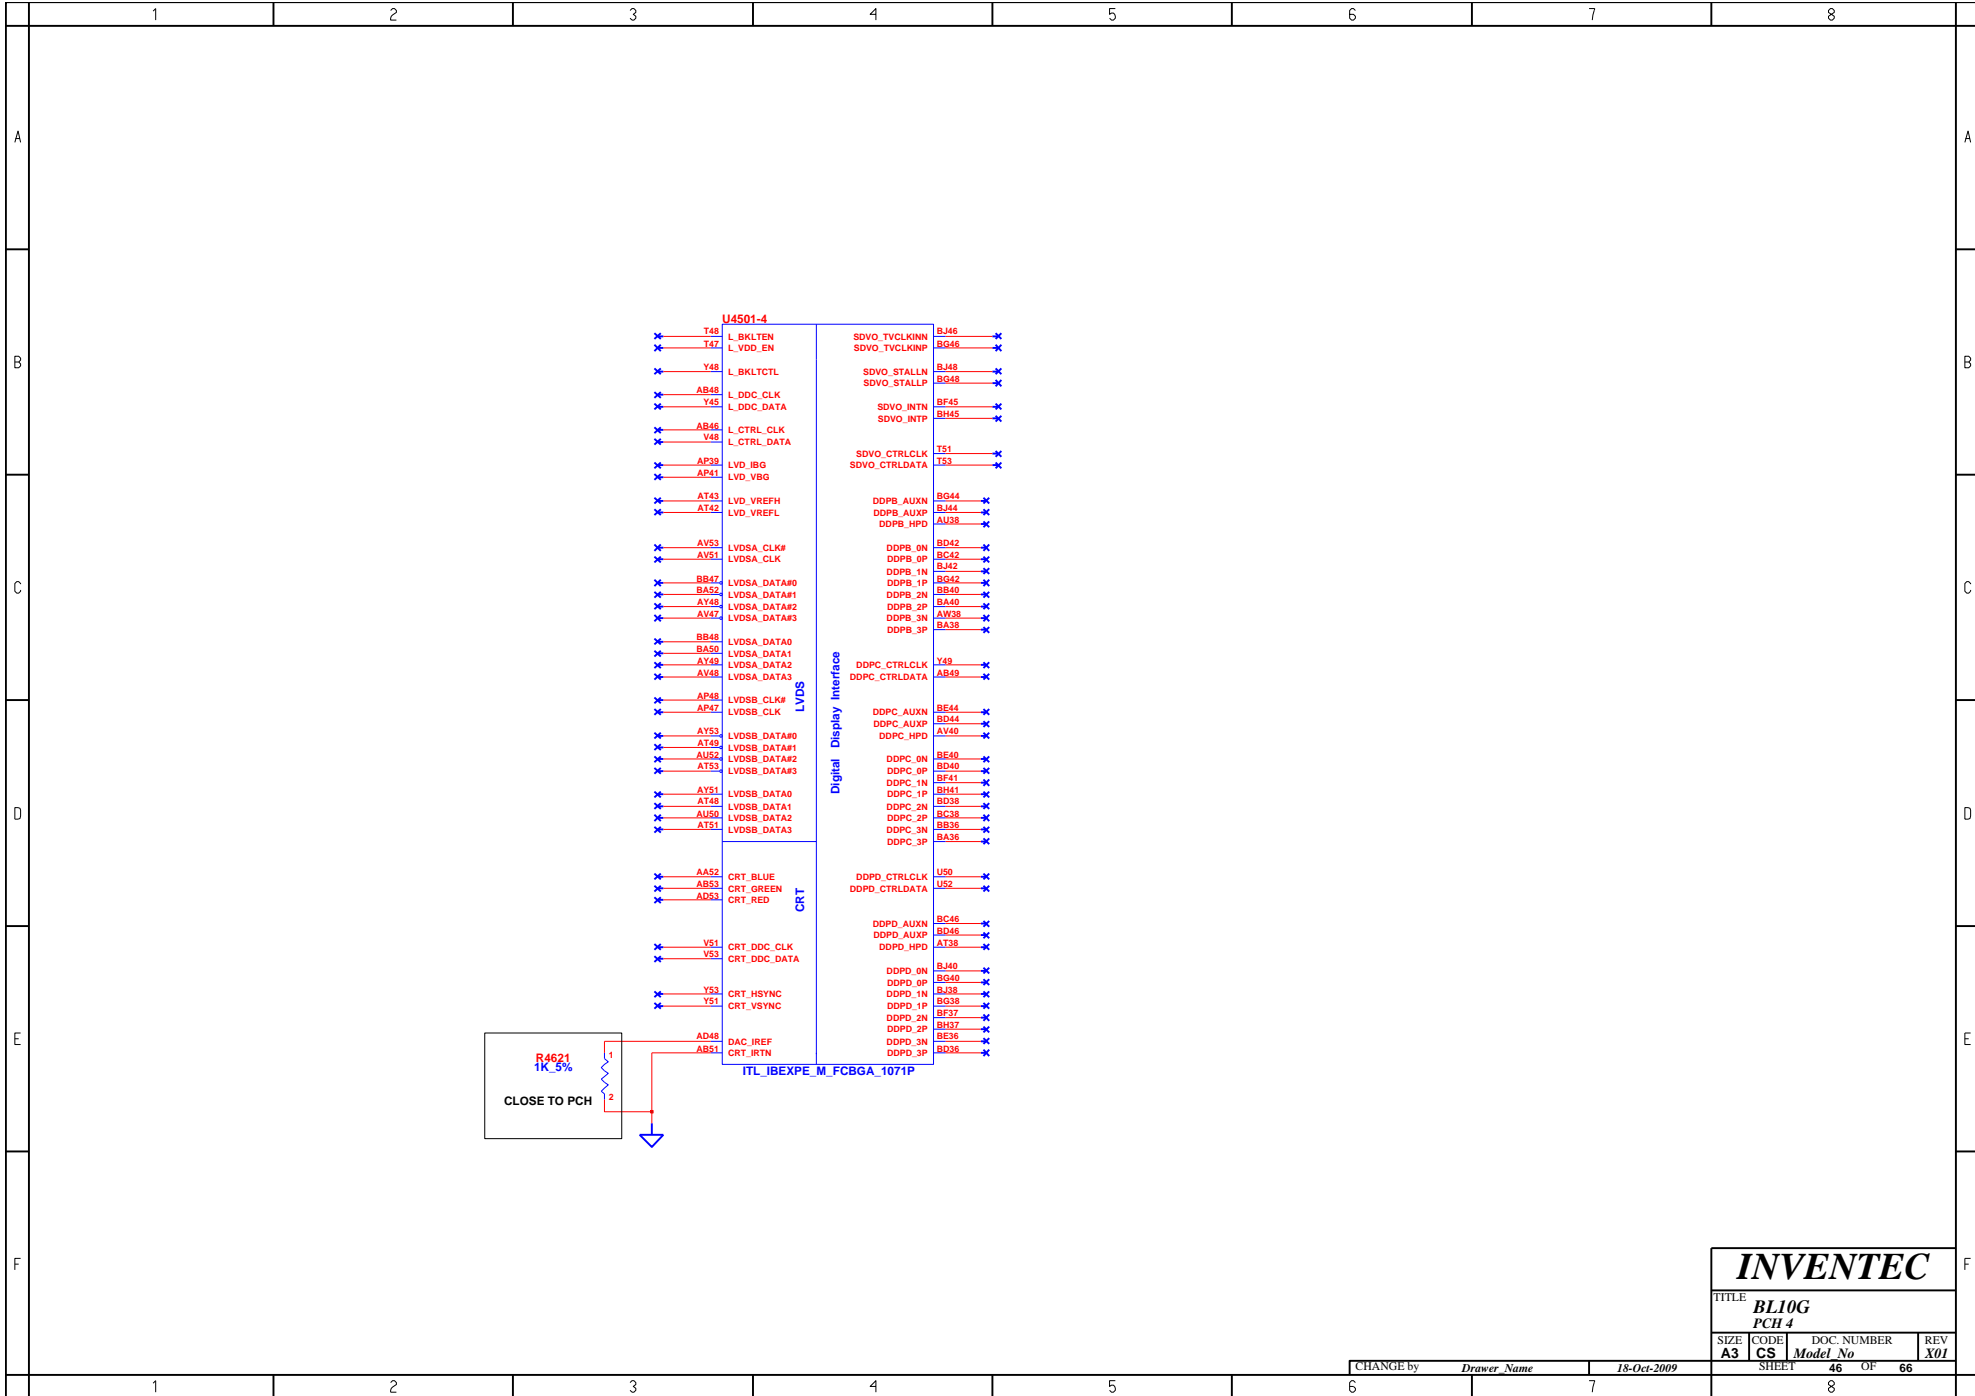 1 2 3 4 5 6 7 8
A A
B B
C C
D D
E E
F F
U4501-4
T48 L_BKLTEN
T47 L_VDD_EN
Y48 L_BKLTCTL
AB48 L_DDC_CLK
Y45 L_DDC_DATA
AB46 L_CTRL_CLK
V48 L_CTRL_DATA
AP39 LVD_IBG
AP41 LVD_VBG
AT43 LVD_VREFH
AT42 LVD_VREFL
AV53 LVDSA_CLK#
AV51 LVDSA_CLK
BB47 LVDSA_DATA#0
BA52 LVDSA_DATA#1
AY48 LVDSA_DATA#2
AV47 LVDSA_DATA#3
BB48 LVDSA_DATA0
BA50 LVDSA_DATA1
AY49 LVDSA_DATA2
AV48 LVDSA_DATA3
AP48 LVDSB_CLK#
AP47 LVDSB_CLK
AY53 LVDSB_DATA#0
AT49 LVDSB_DATA#1
AU52 LVDSB_DATA#2
AT53 LVDSB_DATA#3
AY51 LVDSB_DATA0
AT48 LVDSB_DATA1
AU50 LVDSB_DATA2
AT51 LVDSB_DATA3
LVDS
AA52 CRT_BLUE
AB53 CRT_GREEN
AD53 CRT_RED
V51 CRT_DDC_CLK
V53 CRT_DDC_DATA
Y53 CRT_HSYNC
Y51 CRT_VSYNC
AD48 DAC_IREF
AB51 CRT_IRTN
CRT
Digital Display Interface
SDVO_TVCLKINN BJ46
SDVO_TVCLKINP BG46
SDVO_STALLN BJ48
SDVO_STALLP BG48
SDVO_INTN BF45
SDVO_INTP BH45
SDVO_CTRLCLK T51
SDVO_CTRLDATA T53
DDPB_AUXN BG44
DDPB_AUXP BJ44
DDPB_HPD AU38
DDPB_0N BD42
DDPB_0P BC42
DDPB_1N BJ42
DDPB_1P BG42
DDPB_2N BB40
DDPB_2P BA40
DDPB_3N AW38
DDPB_3P BA38
DDPC_CTRLCLK Y49
DDPC_CTRLDATA AB49
DDPC_AUXN BE44
DDPC_AUXP BD44
DDPC_HPD AV40
DDPC_0N BE40
DDPC_0P BD40
DDPC_1N BF41
DDPC_1P BH41
DDPC_2N BD38
DDPC_2P BC38
DDPC_3N BB36
DDPC_3P BA36
DDPD_CTRLCLK U50
DDPD_CTRLDATA U52
DDPD_AUXN BC46
DDPD_AUXP BD46
DDPD_HPD AT38
DDPD_0N BJ40
DDPD_0P BG40
DDPD_1N BJ38
DDPD_1P BG38
DDPD_2N BF37
DDPD_2P BH37
DDPD_3N BE36
DDPD_3P BD36
ITL_IBEXPE_M_FCBGA_1071P
R4621
1K_5%
1
2
CLOSE TO PCH
INVENTEC
TITLE
BL10G
PCH 4
SIZE CODE DOC. NUMBER REV
A3 CS Model_No X01
CHANGE by Drawer_Name 18-Oct-2009 SHEET 46 OF 66
1 2 3 4 5 6 7 8